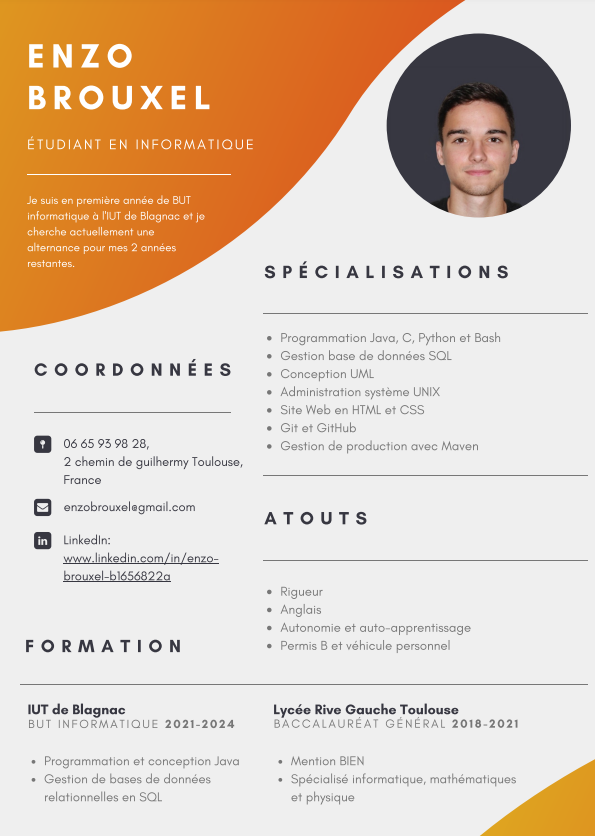 ENZO
BROUXEL
ÉTUDIANT EN INFORMATIQUE
Je suis en première année de BUT
informatique à l'IUT de Blagnac et je
cherche actuellement une
alternance pour mes 2 années
restantes.
SPÉCIALISATIONS
Programmation Java, C, Python et Bash
Gestion base de données SQL
Conception UML
Administration système UNIX
Site Web en HTML et CSS
Git et GitHub
Gestion de production avec Maven
COORDONNÉES
06 65 93 98 28,
2 chemin de guilhermy Toulouse,
France
enzobrouxel@gmail.com
in
LinkedIn:
www.linkedin.com/in/enzo-
brouxel-b1656822a
ATOUTS
Rigueur
Anglais
Autonomie et auto-apprentissage
Permis B et véhicule personnel
FORMATION
IUT de Blagnac
BUT INFORMATIQUE 2021-2024
Programmation et conception Java
Gestion de bases de données
relationnelles en SQL
Lycée Rive Gauche Toulouse
BACCALAURÉAT GÉNÉRAL 2018-2021
Mention BIEN
Spécialisé informatique, mathématiques
et physique